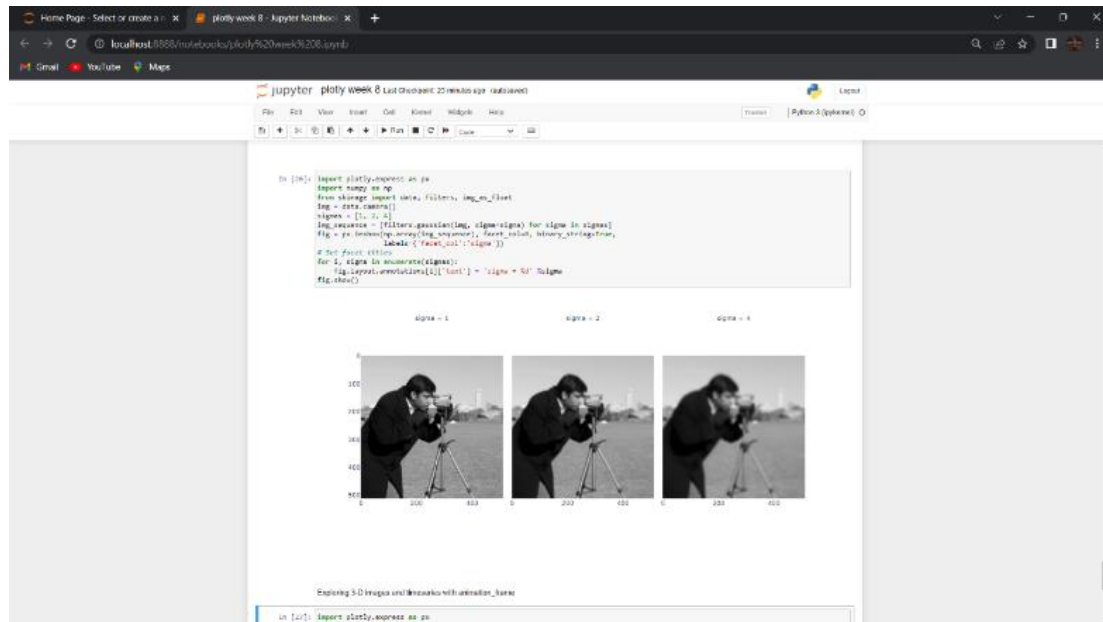 Home Page - Select or create a n
plotly week 8 - Jupyter Notebook
localhost:8888/notebooks/plotly%20week%208.ipynb
Gmail YouTube Maps
jupyter plotly week 8 Last Checkpoint: 23 minutes ago (autosaved) Logout
File Edit View Insert Cell Kernel Widgets Help Trusted Python 3 (ipykernel)
Run Code
import plotly.express as px
import numpy as np
from skimage import data, filters, img_as_float
img = data.camera()
sigmas = [1, 2, 4]
img_sequence = [filters.gaussian(img, sigma=sigma) for sigma in sigmas]
fig = px.imshow(np.array(img_sequence), facet_col=0, binary_string=True,
labels={'facet_col':'sigma'})
# Set facet titles
for i, sigma in enumerate(sigmas):
fig.layout.annotations[i]['text'] = 'sigma = %d' %sigma
fig.show()
sigma = 1 sigma = 2 sigma = 4
0
100
200
300
400
500
0 200 400 0 200 400 0 200 400
Exploring 3-D images and timeseries with animation_frame
In [27]: import plotly.express as px